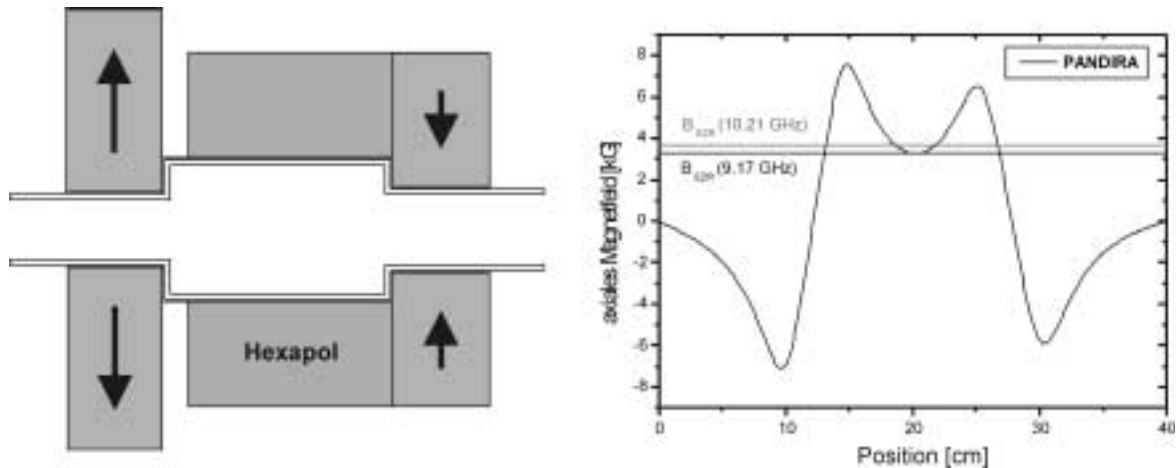 Hexapol
PANDIRA
(10.21 GHz)
(9.17 GHz)
axiales Magnetfeld [kG]
8
6
4
2
0
-2
-4
-6
-8
0 10 20 30 40
Position [cm]